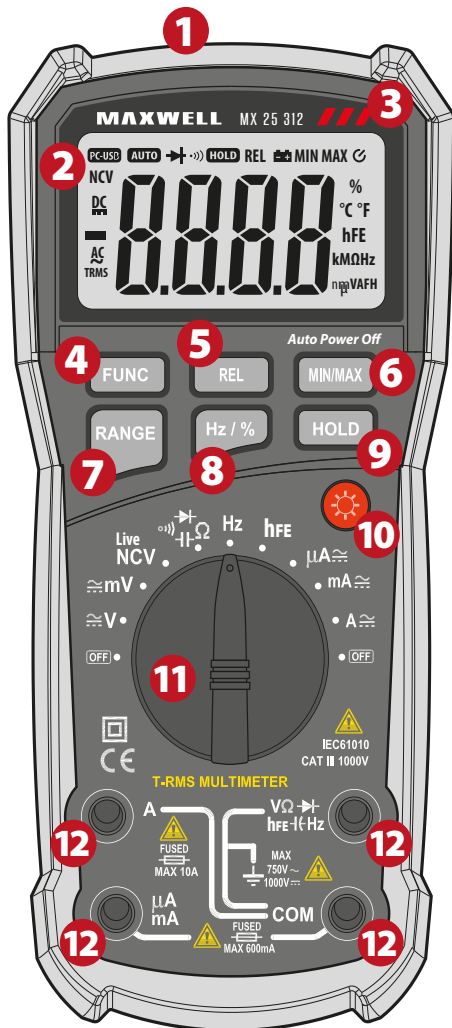 1
MAXWELL MX 25 312
3
2
PC-USB AUTO HOLD REL MIN MAX
NCV
DC
AC
TRMS
8.8.8.8
%
°C °F
hFE
kMΩHz
nmµVAFH
Auto Power Off
4
FUNC
5
REL
MIN/MAX
6
RANGE
7
Hz / %
8
HOLD
9
10
Live
NCV
Ω
Hz
hFE
µA≂
mA≂
A≂
OFF
≂mV
≂V
OFF
11
CE
IEC61010
CAT III 1000V
T-RMS MULTIMETER
12
A
FUSED
MAX 10A
VΩ
hFE Hz
MAX
750V~
1000V⎓
12
12
µA
mA
COM
FUSED
MAX 600mA
12